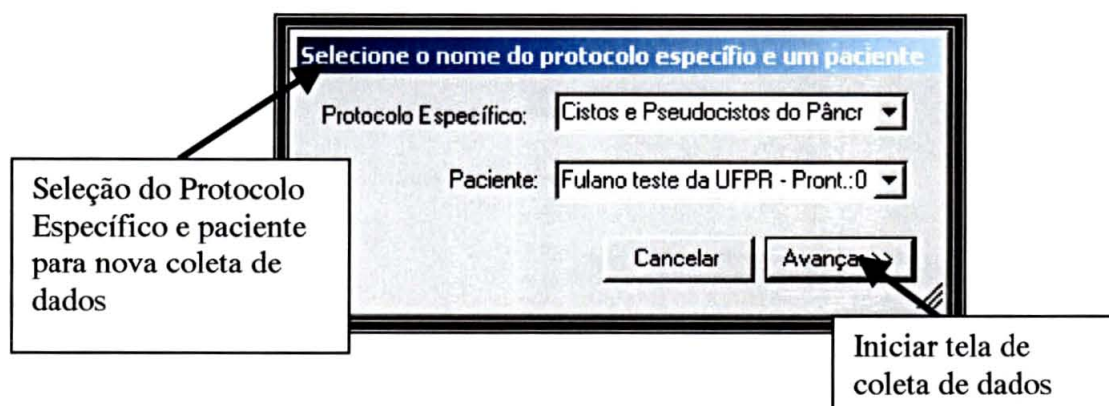 Selecione o nome do protocolo especifio e um paciente
Protocolo Específico:
Cistos e Pseudocistos do Pâncr
Paciente:
Fulano teste da UFPR - Pront.:0
Cancelar
Avançar >>
Seleção do Protocolo
Específico e paciente
para nova coleta de
dados
Iniciar tela de
coleta de dados